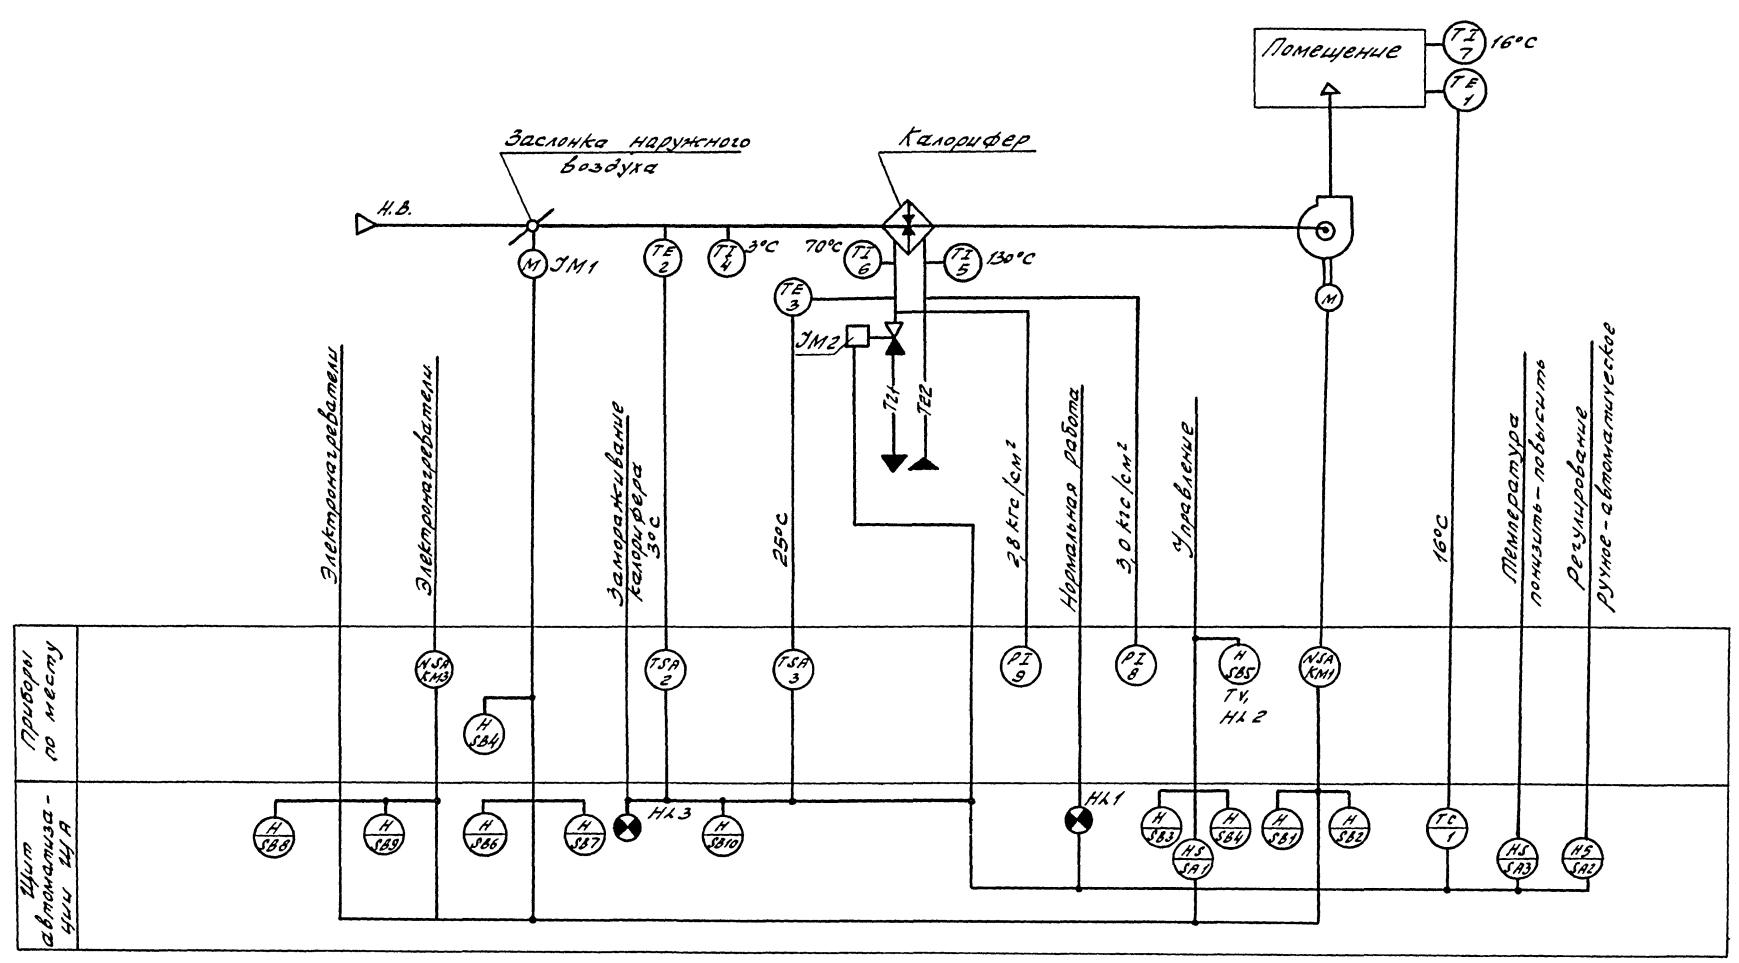 Помещение
TI
7
16°C
TE
1
Заслонка наружного
воздуха
Калорифер
Н.В.
M
ИМ1
TE
2
TI
4
3°C
70°C
TI
6
TI
5
130°C
TE
3
ИМ2
M
T21
T22
Электронагреватели
Электронагреватели
Замораживание
калорифера
3°C
25°C
2,8 кгс/см²
Нормальная работа
3,0 кгс/см²
Управление
16°C
Температура
понизить-повысить
Регулирование
ручное-автоматическое
Приборы
по месту
NSA
KM3
H
SB4
TSA
2
TSA
3
PI
9
PI
8
H
SB5
TV,
HL2
NSA
KM1
Щит
автоматиза-
ции ЩА
H
SB8
H
SB9
H
SB6
H
SB7
HL3
H
SB10
HL1
H
SB3
HS
SA1
H
SB4
H
SB1
H
SB2
TC
1
HS
SA3
HS
SA2